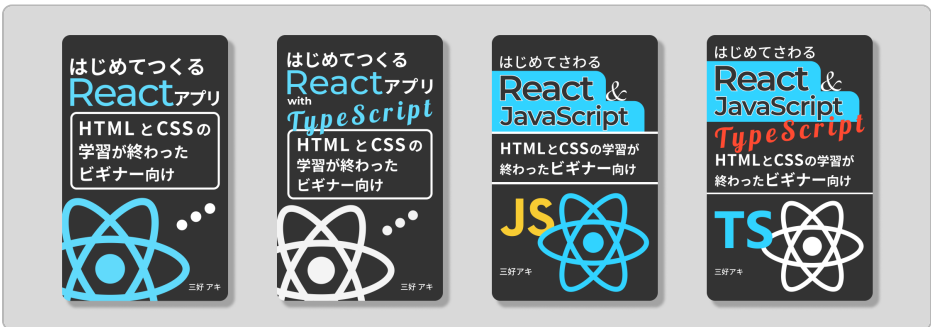 はじめてつくる
Reactアプリ
HTMLとCSSの
学習が終わった
ビギナー向け
三好 アキ
はじめてつくる
Reactアプリ
with
TypeScript
HTMLとCSSの
学習が終わった
ビギナー向け
三好 アキ
はじめてさわる
React &
JavaScript
HTMLとCSSの学習が
終わったビギナー向け
JS
三好アキ
はじめてさわる
React &
JavaScript
TypeScript
HTMLとCSSの学習が
終わったビギナー向け
TS
三好アキ